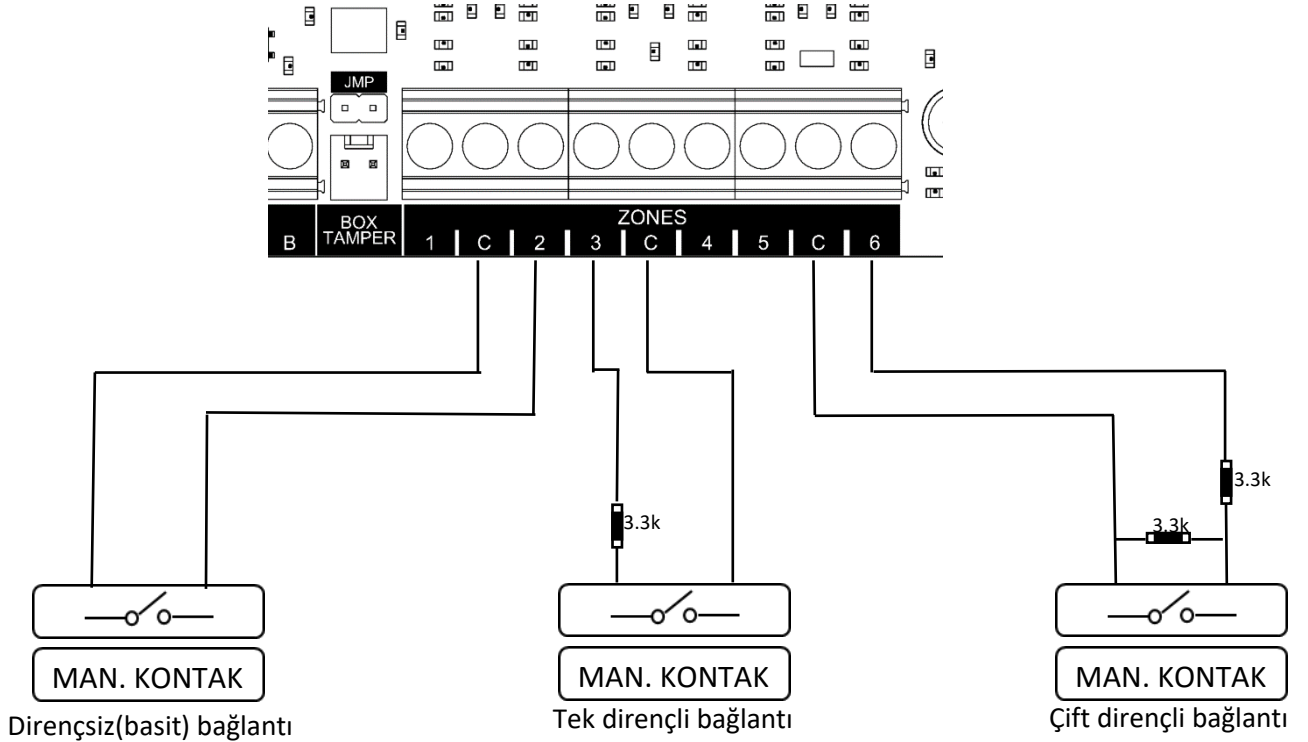 JMP
ZONES
B
BOX
TAMPER
1 C 2 3 C 4 5 C 6
3.3k
3.3k
3.3k
MAN. KONTAK
MAN. KONTAK
MAN. KONTAK
Dirençsiz(basit) bağlantı
Tek dirençli bağlantı
Çift dirençli bağlantı